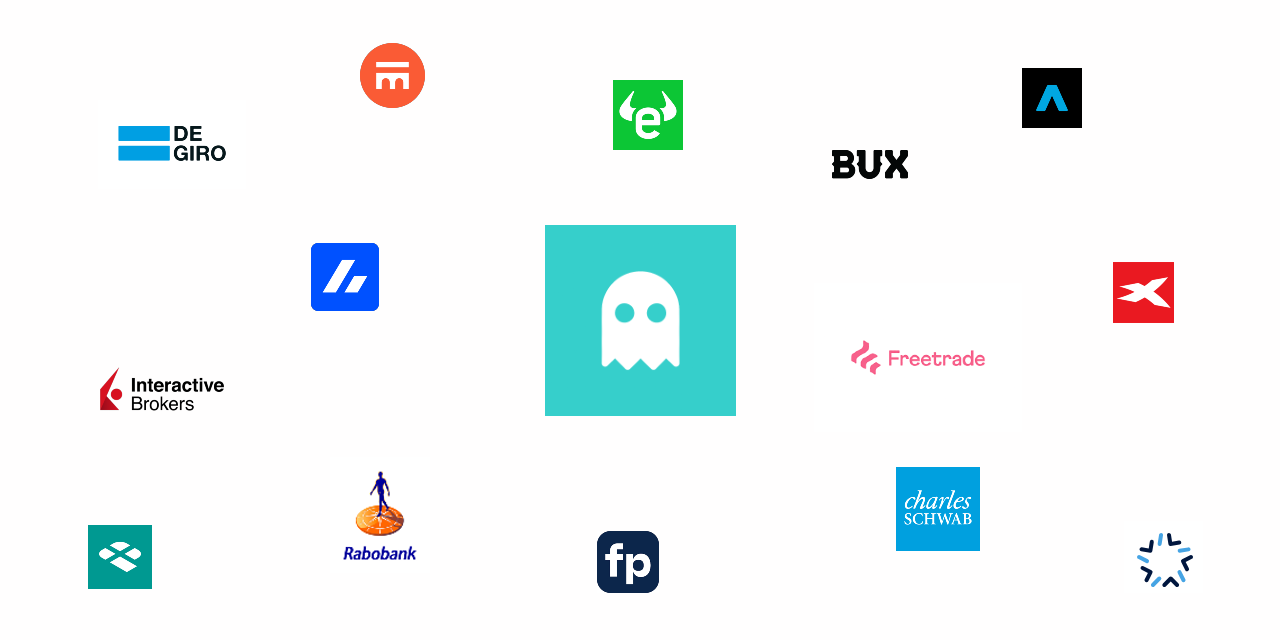 DE
GIRO
e
BUX
Freetrade
Interactive
Brokers
Rabobank
charles
SCHWAB
fp